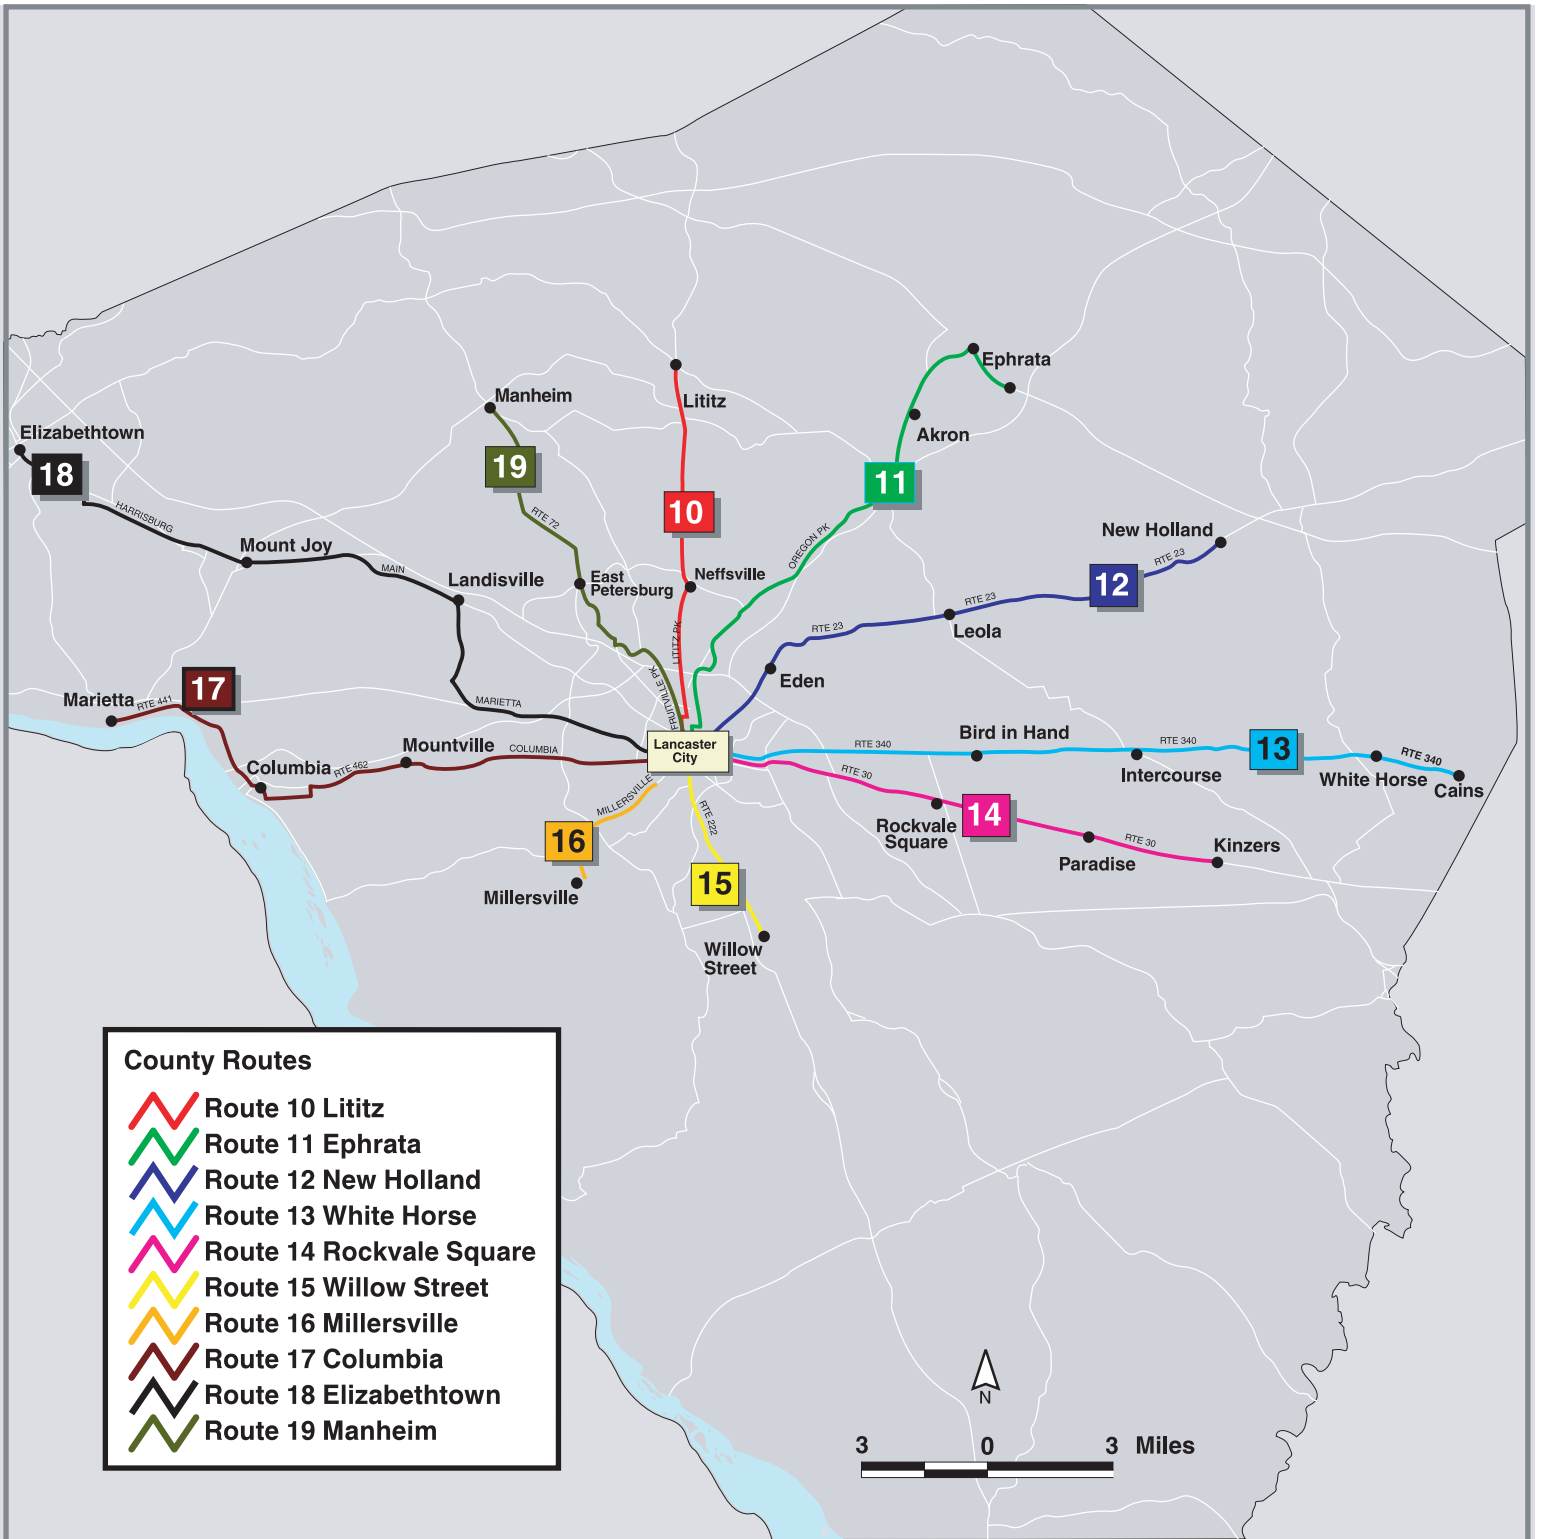 Ephrata
Manheim
Lititz
Akron
Elizabethtown
18
19
11
10
HARRISBURG
RTE 72
OREGON PK
New Holland
RTE 23
Mount Joy
MAIN
Landisville
East
Petersburg
Neffsville
12
RTE 23
RTE 23
Leola
LITITZ PK
Eden
FRUITVILLE PK
17
Marietta
RTE 441
MARIETTA
Lancaster
City
Mountville
COLUMBIA
Columbia
RTE 462
RTE 340
Bird in Hand
RTE 340
13
Intercourse
RTE 340
White Horse
Cains
RTE 30
MILLERSVILLE
RTE 222
Rockvale
Square
14
RTE 30
Paradise
Kinzers
16
15
Millersville
Willow
Street
County Routes
Route 10 Lititz
Route 11 Ephrata
Route 12 New Holland
Route 13 White Horse
Route 14 Rockvale Square
Route 15 Willow Street
Route 16 Millersville
Route 17 Columbia
Route 18 Elizabethtown
Route 19 Manheim
N
3 0 3 Miles